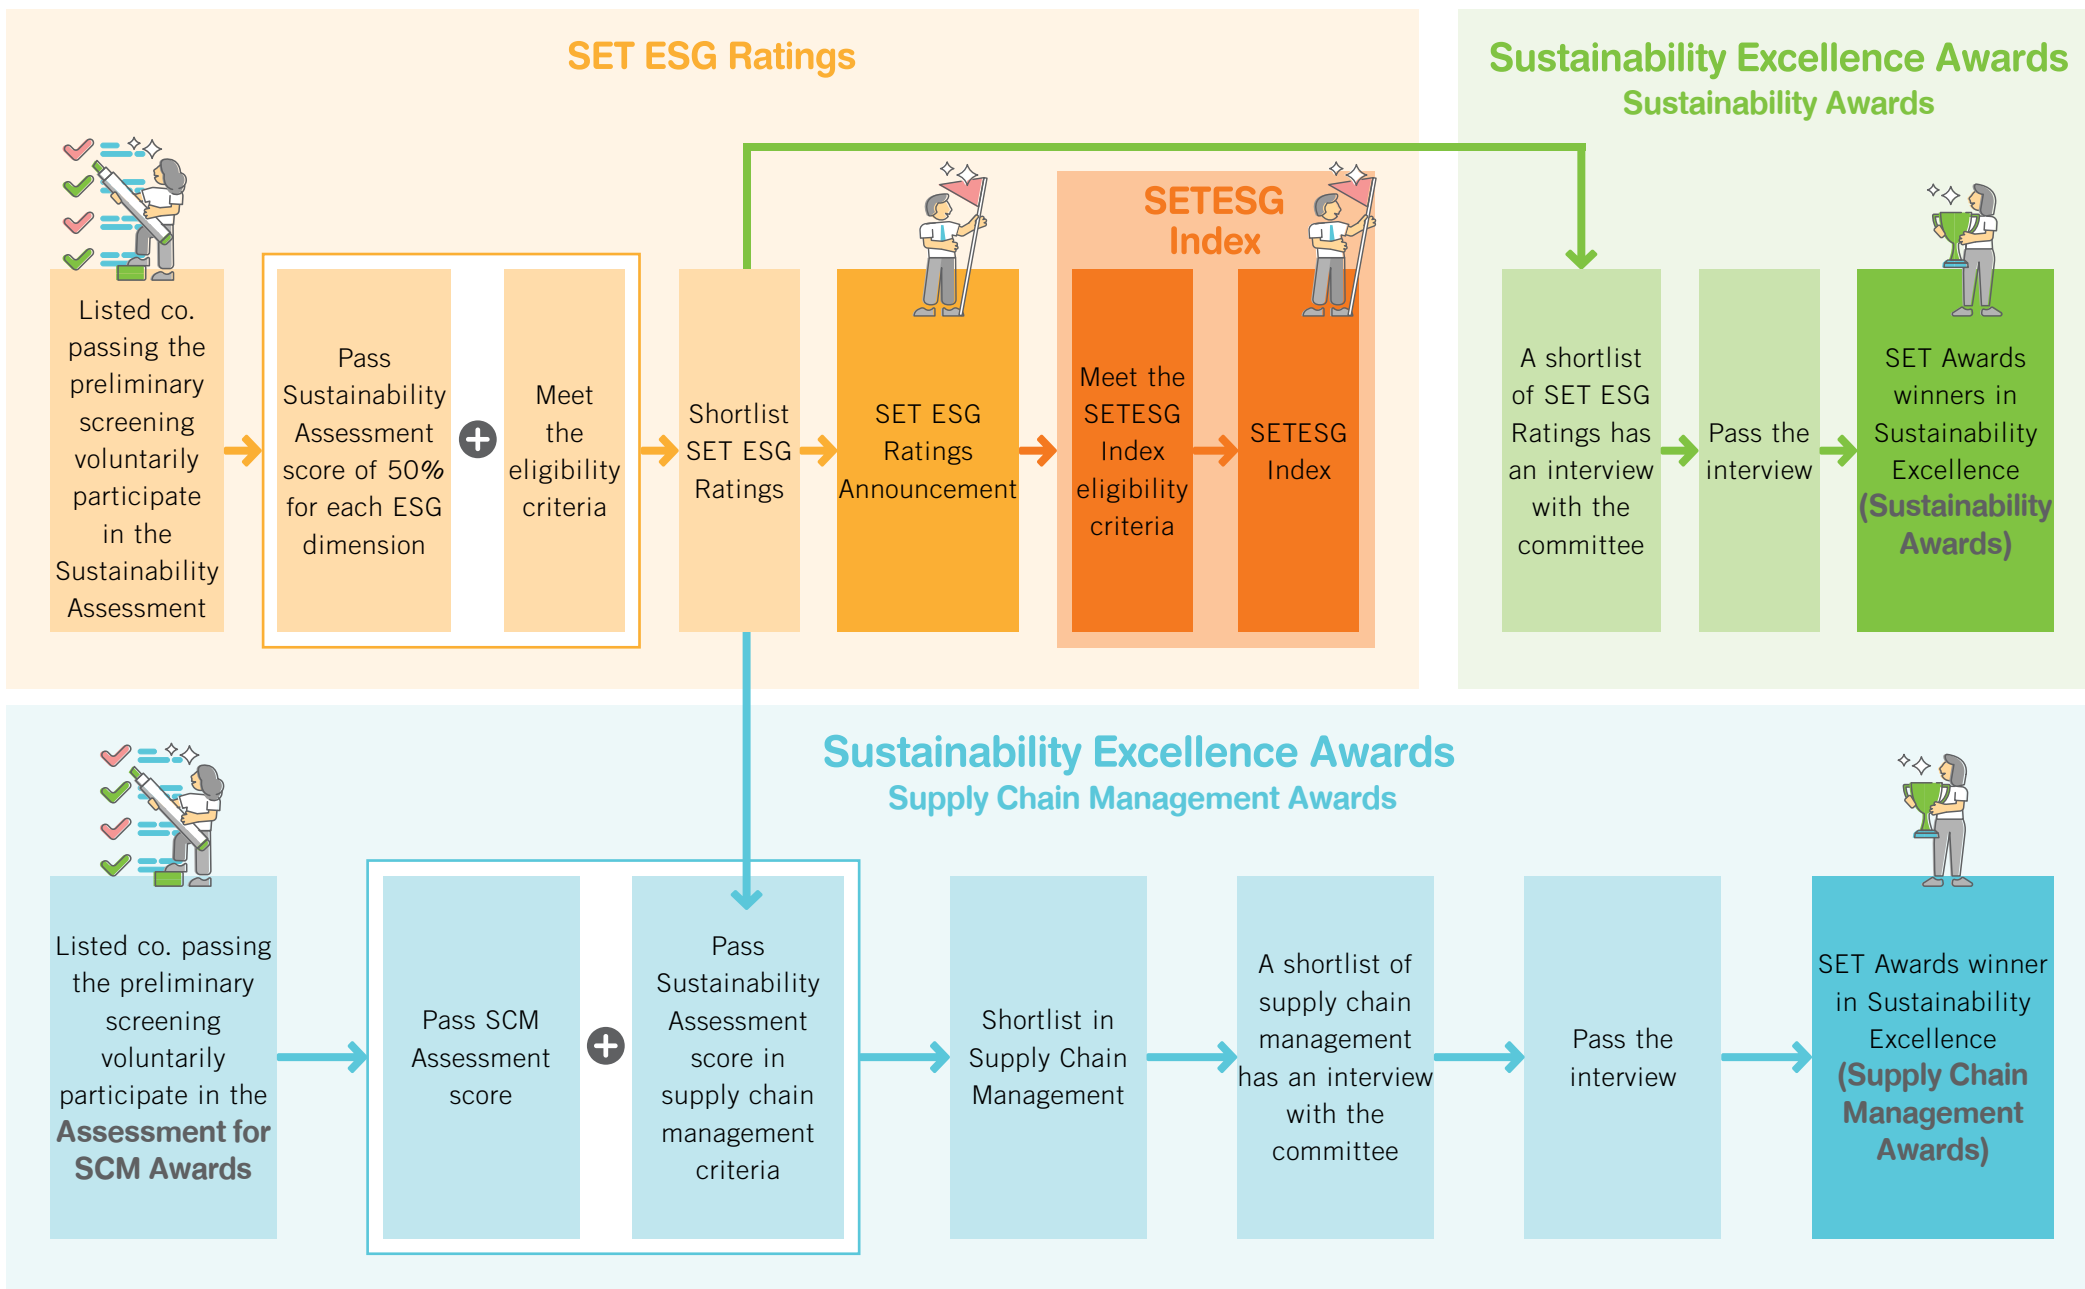 SET ESG Ratings
Listed co.
passing the
preliminary
screening
voluntarily
participate
in the
Sustainability
Assessment
Pass
Sustainability
Assessment
score of 50%
for each ESG
dimension
Meet
the
eligibility
criteria
Shortlist
SET ESG
Ratings
SET ESG
Ratings
Announcement
SETESG
Index
Meet the
SETESG
Index
eligibility
criteria
SETESG
Index
Sustainability Excellence Awards
Sustainability Awards
A shortlist
of SET ESG
Ratings has
an interview
with the
committee
Pass the
interview
SET Awards
winners in
Sustainability
Excellence
(Sustainability
Awards)
Sustainability Excellence Awards
Supply Chain Management Awards
Listed co. passing
the preliminary
screening
voluntarily
participate in the
Assessment for
SCM Awards
Pass SCM
Assessment
score
Pass
Sustainability
Assessment
score in
supply chain
management
criteria
Shortlist in
Supply Chain
Management
A shortlist of
supply chain
management
has an interview
with the
committee
Pass the
interview
SET Awards winner
in Sustainability
Excellence
(Supply Chain
Management
Awards)